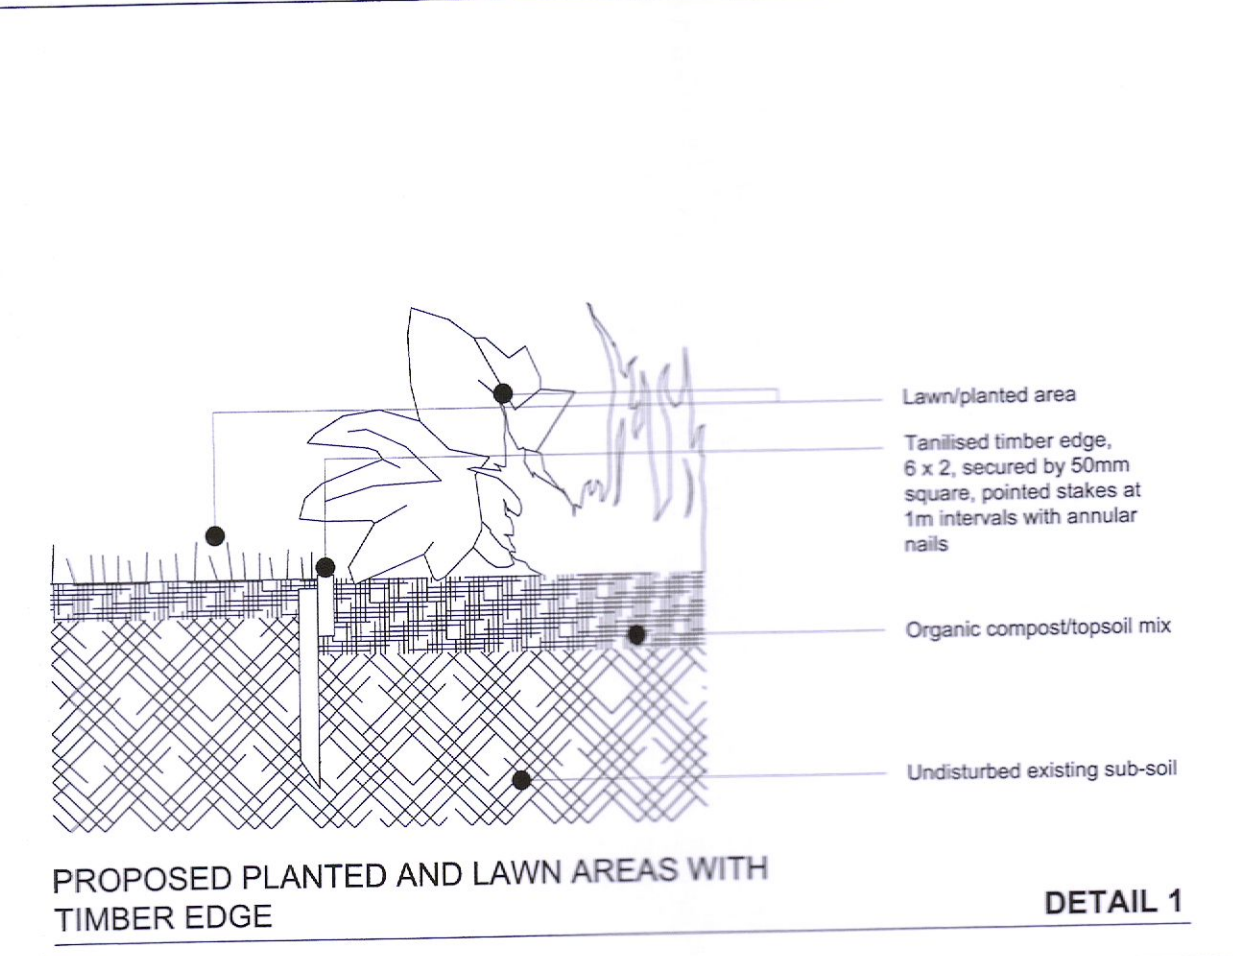 Lawn/planted area
Tanilised timber edge,
6 x 2, secured by 50mm
square, pointed stakes at
1m intervals with annular
nails
Organic compost/topsoil mix
Undisturbed existing sub-soil
PROPOSED PLANTED AND LAWN AREAS WITH
TIMBER EDGE
DETAIL 1